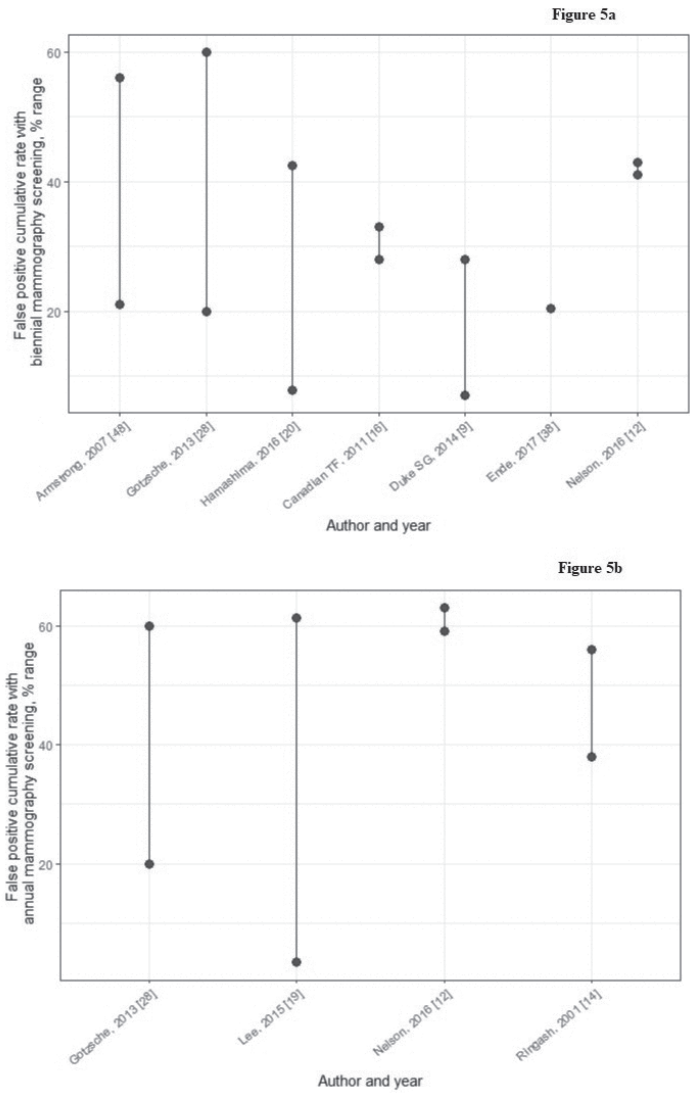 Figure 5a
False positive cumulative rate with
biennial mammography screening, % range
60
40
20
Armstrong, 2007 [48]
Gotzsche, 2013 [28]
Hamashima, 2016 [20]
Canadian TF, 2011 [16]
Duke SG, 2014 [9]
Ende, 2017 [38]
Nelson, 2016 [12]
Author and year
Figure 5b
False positive cumulative rate with
annual mammography screening, % range
60
40
20
Gotzsche, 2013 [28]
Lee, 2015 [19]
Nelson, 2016 [12]
Ringash, 2001 [14]
Author and year